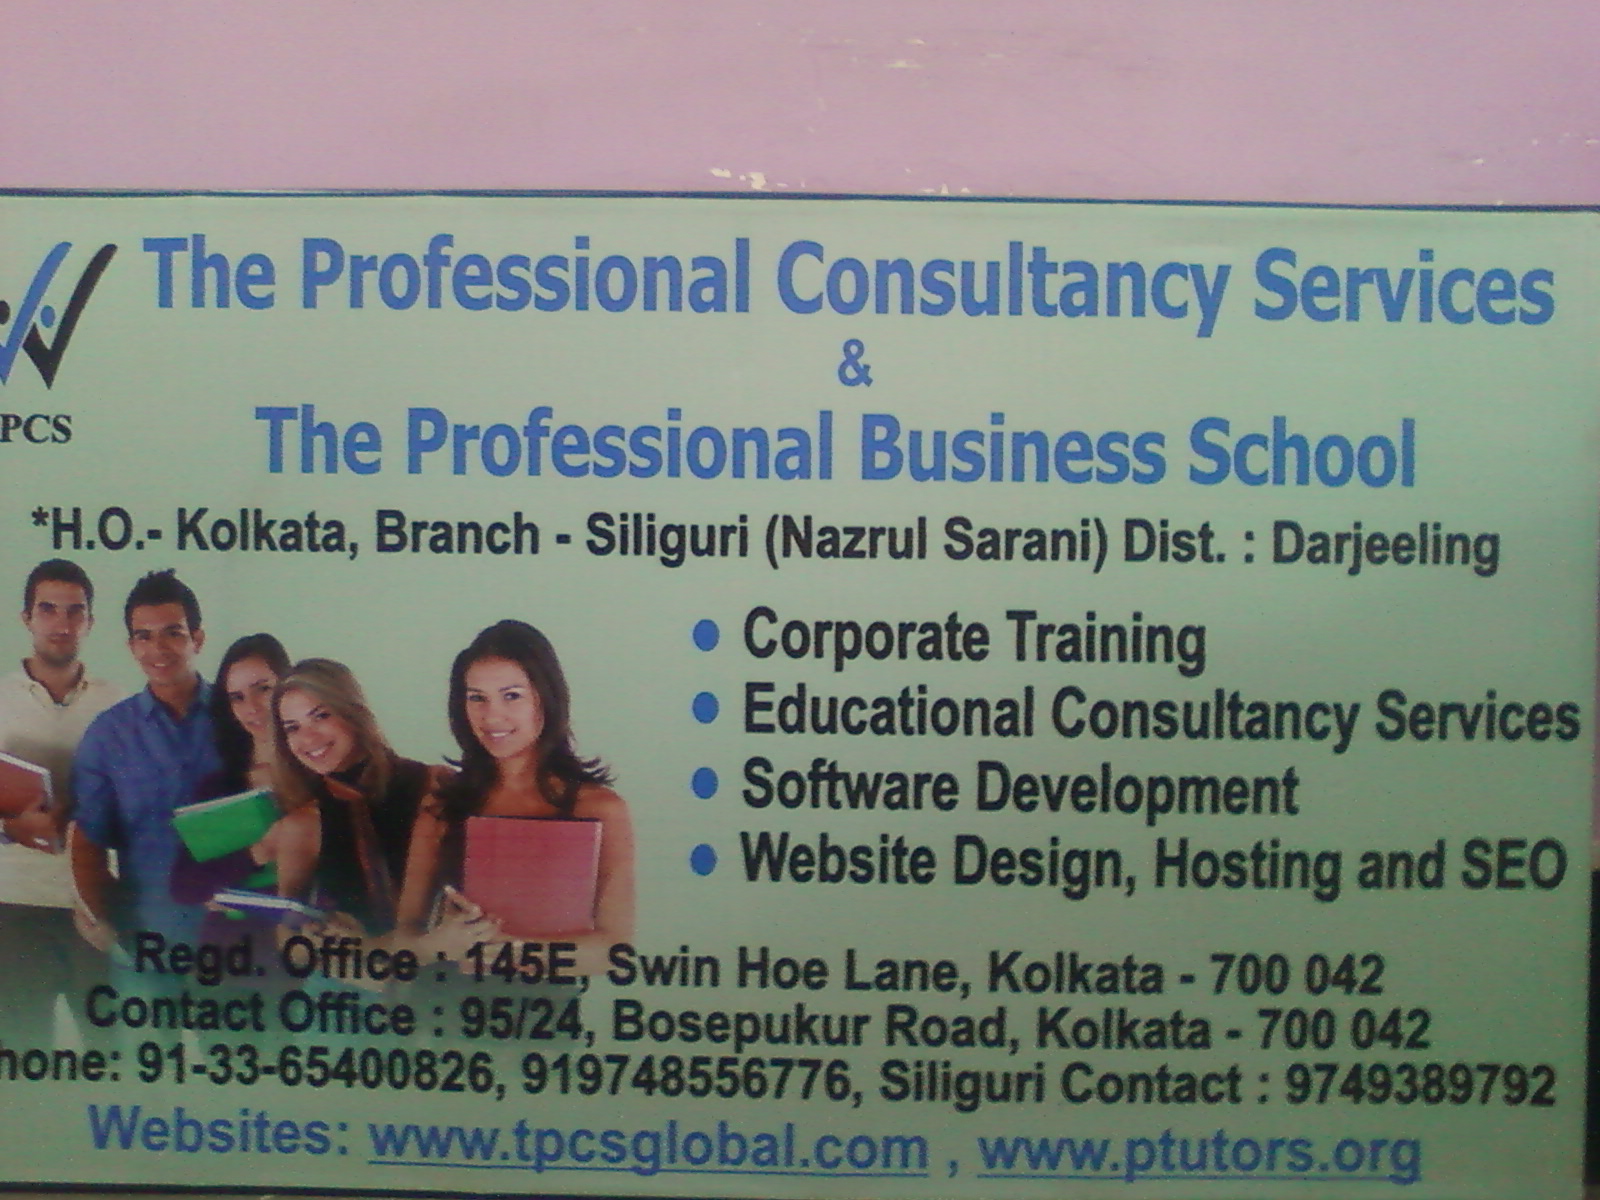 The Professional Consultancy Services
&
The Professional Business School
PCS
*H.O.- Kolkata, Branch - Siliguri (Nazrul Sarani) Dist. : Darjeeling
• Corporate Training
• Educational Consultancy Services
• Software Development
• Website Design, Hosting and SEO
Regd. Office : 145E, Swin Hoe Lane, Kolkata - 700 042
Contact Office : 95/24, Bosepukur Road, Kolkata - 700 042
hone: 91-33-65400826, 919748556776, Siliguri Contact : 9749389792
Websites: www.tpcsglobal.com , www.ptutors.org